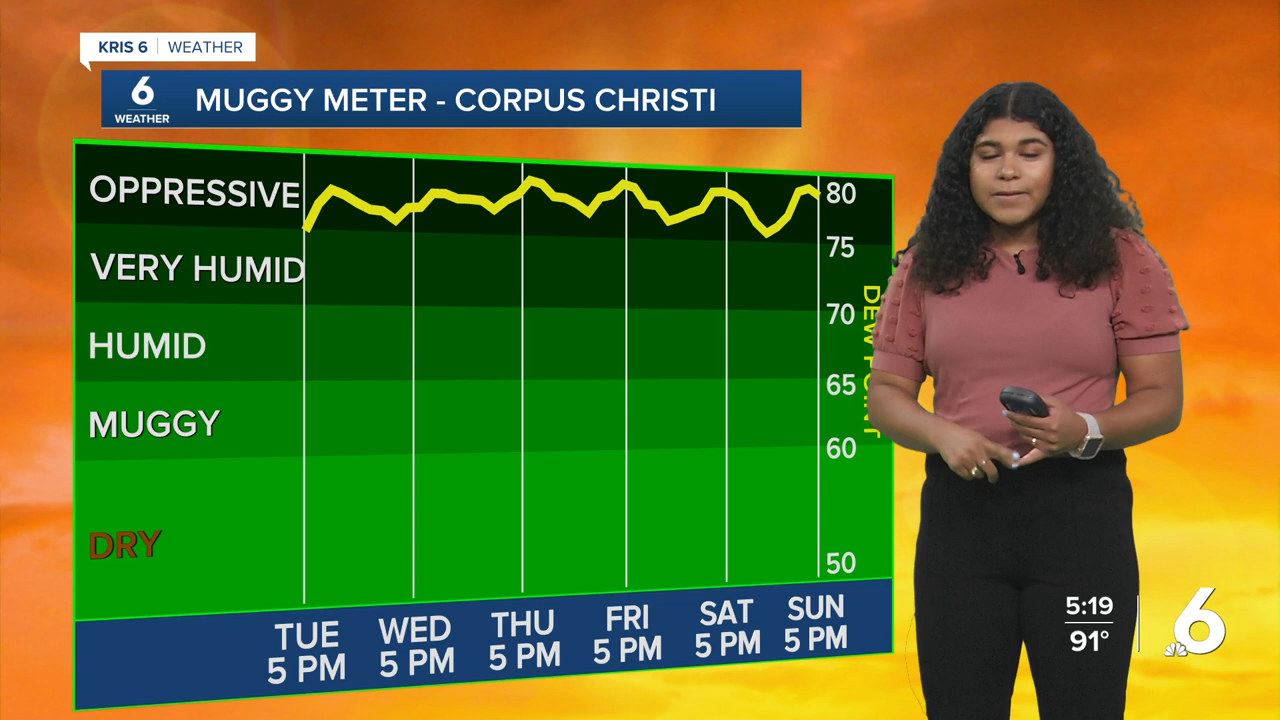 KRIS 6 | WEATHER
6
WEATHER
MUGGY METER - CORPUS CHRISTI
OPPRESSIVE
VERY HUMID
HUMID
MUGGY
DRY
80
75
70
65
60
50
DEW POINT
TUE
5 PM
WED
5 PM
THU
5 PM
FRI
5 PM
SAT
5 PM
SUN
5 PM
5:19
91°
6